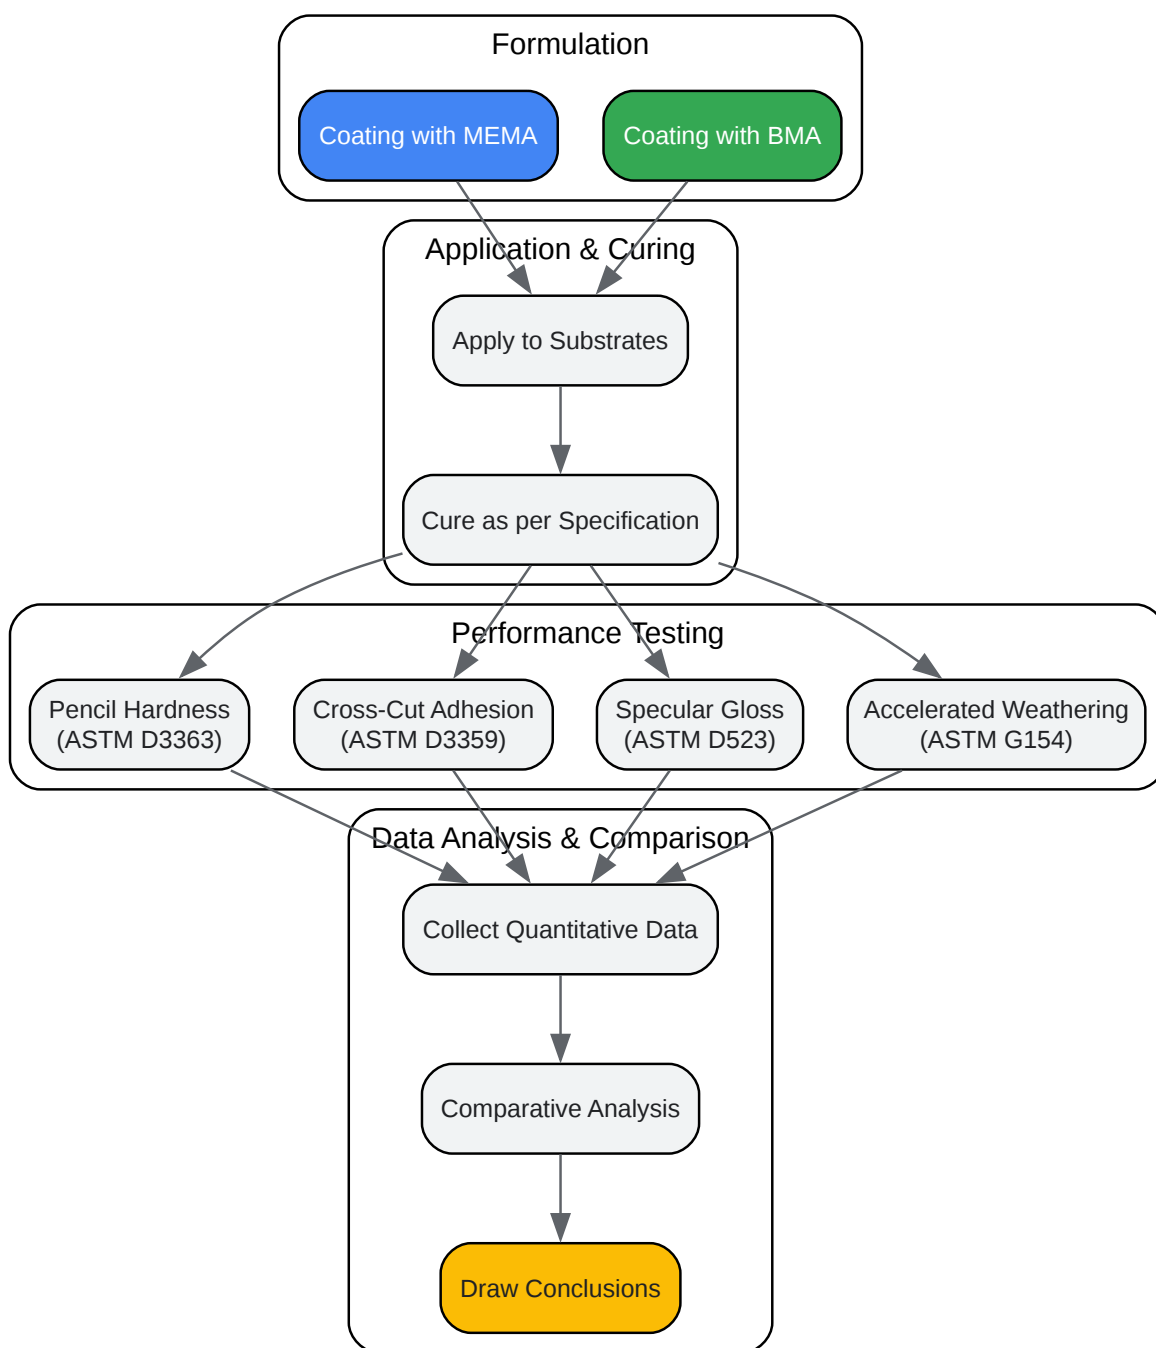 Formulation
Coating with MEMA
Coating with BMA
Application & Curing
Apply to Substrates
Cure as per Specification
Performance Testing
Pencil Hardness
(ASTM D3363)
Cross-Cut Adhesion
(ASTM D3359)
Specular Gloss
(ASTM D523)
Accelerated Weathering
(ASTM G154)
Data Analysis & Comparison
Collect Quantitative Data
Comparative Analysis
Draw Conclusions